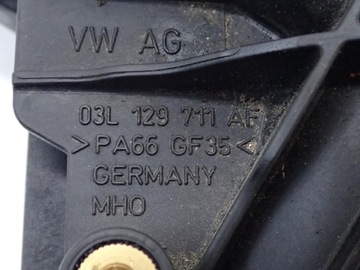 VW AG
03L 129 711 AF
>PA66 GF35<
GERMANY
MHO